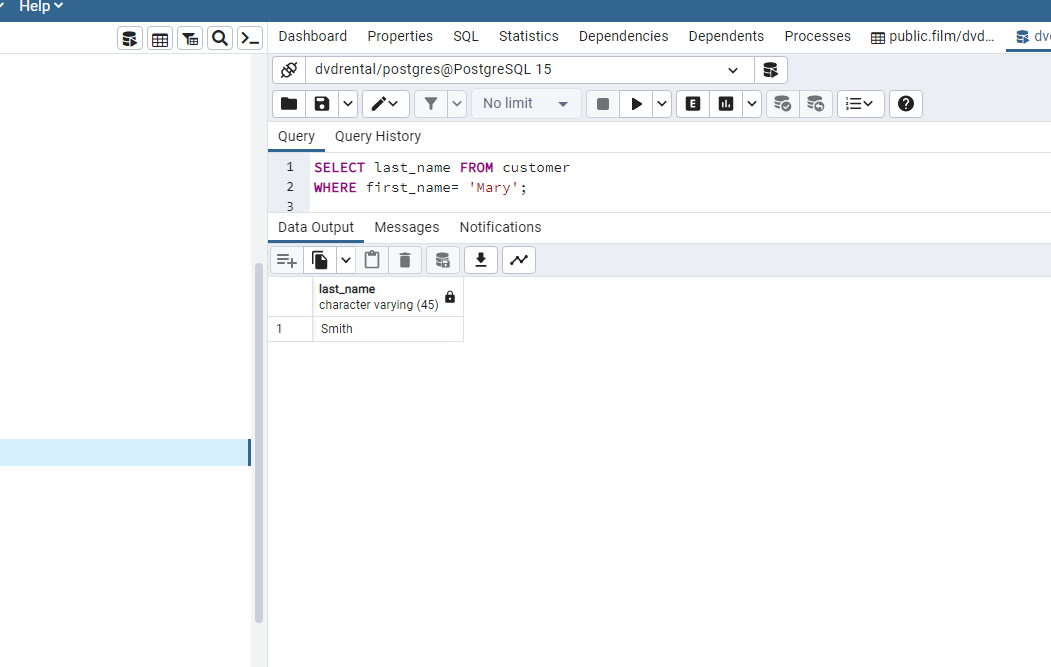 Help
Dashboard Properties SQL Statistics Dependencies Dependents Processes public.film/dvd...
dvdrental/postgres@PostgreSQL 15
No limit E
Query Query History
1 SELECT last_name FROM customer
2 WHERE first_name= 'Mary';
3
Data Output Messages Notifications
last_name
character varying (45)
1 Smith